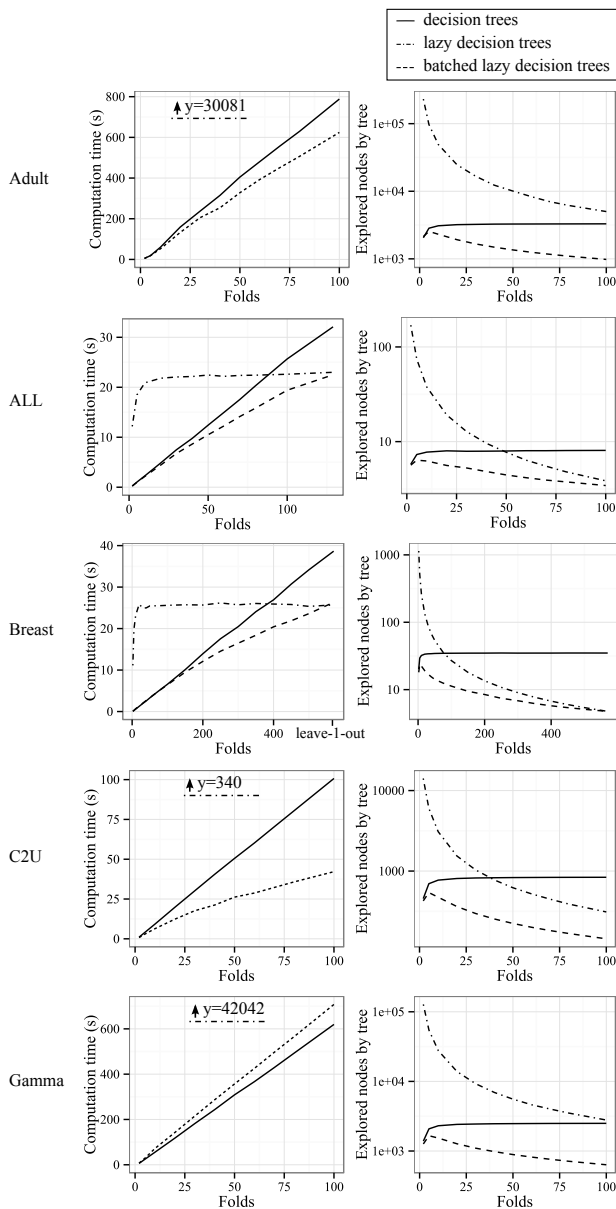 decision trees
lazy decision trees
batched lazy decision trees
Adult
Computation time (s)
800
600
400
200
0
y=30081
0 25 50 75 100
Folds
Explored nodes by tree
1e+05
1e+04
1e+03
0 25 50 75 100
Folds
ALL
Computation time (s)
30
20
10
0
0 50 100
Folds
Explored nodes by tree
100
10
0 25 50 75 100
Folds
Breast
Computation time (s)
40
30
20
10
0
0 200 400 leave-1-out
Folds
Explored nodes by tree
1000
100
10
0 200 400
Folds
C2U
Computation time (s)
100
75
50
25
0
y=340
0 25 50 75 100
Folds
Explored nodes by tree
10000
1000
0 25 50 75 100
Folds
Gamma
Computation time (s)
600
400
200
0
y=42042
0 25 50 75 100
Folds
Explored nodes by tree
1e+05
1e+04
1e+03
0 25 50 75 100
Folds